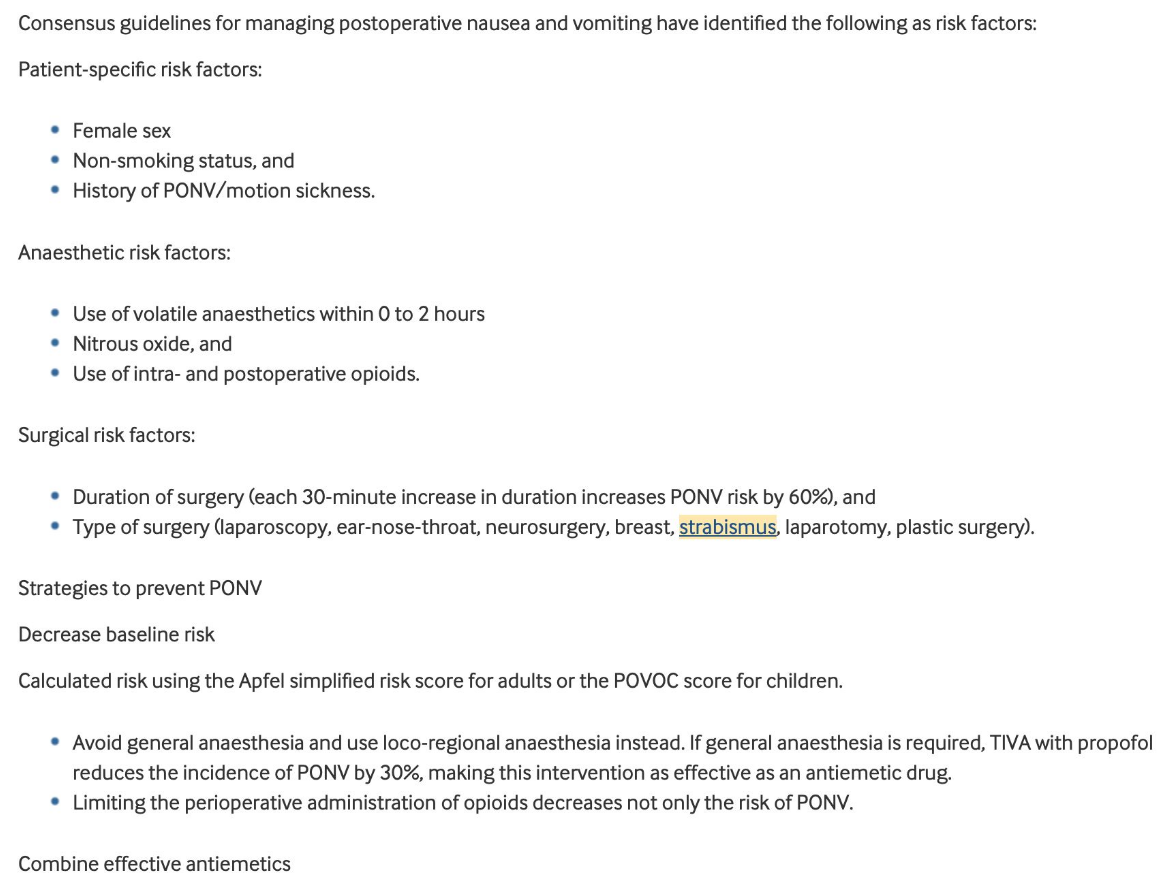 Consensus guidelines for managing postoperative nausea and vomiting have identified the following as risk factors:
Patient-specific risk factors:
Female sex
Non-smoking status, and
History of PONV/motion sickness.
Anaesthetic risk factors:
Use of volatile anaesthetics within 0 to 2 hours
Nitrous oxide, and
Use of intra- and postoperative opioids.
Surgical risk factors:
Duration of surgery (each 30-minute increase in duration increases PONV risk by 60%), and
Type of surgery (laparoscopy, ear-nose-throat, neurosurgery, breast, strabismus, laparotomy, plastic surgery).
Strategies to prevent PONV
Decrease baseline risk
Calculated risk using the Apfel simplified risk score for adults or the POVOC score for children.
Avoid general anaesthesia and use loco-regional anaesthesia instead. If general anaesthesia is required, TIVA with propofol
reduces the incidence of PONV by 30%, making this intervention as effective as an antiemetic drug.
Limiting the perioperative administration of opioids decreases not only the risk of PONV.
Combine effective antiemetics